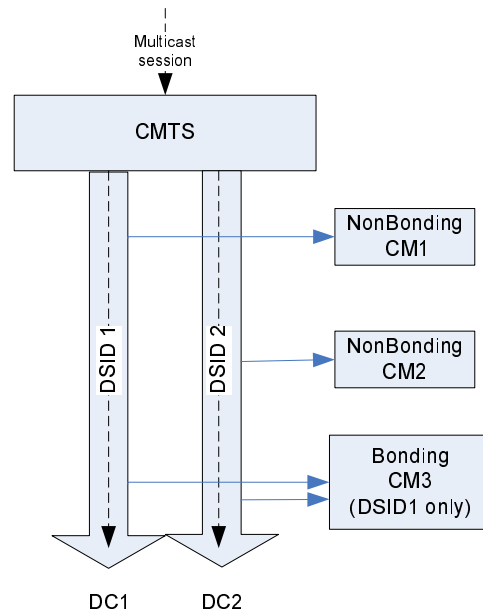 Multicast
session
CMTS
NonBonding
CM1
DSID 1
DSID 2
NonBonding
CM2
Bonding
CM3
(DSID1 only)
DC1
DC2